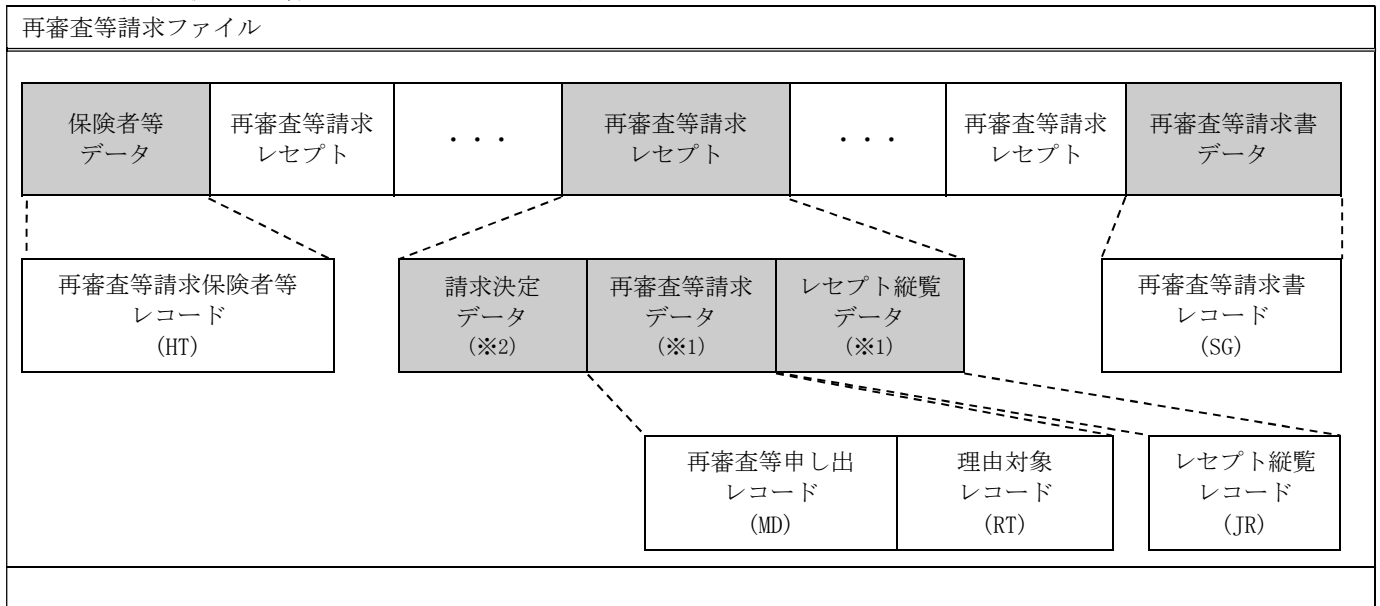 再審査等請求ファイル
保険者等
データ
再審査等請求
レセプト
・・・
再審査等請求
レセプト
・・・
再審査等請求
レセプト
再審査等請求書
データ
再審査等請求保険者等
レコード
(HT)
請求決定
データ
(※2)
再審査等請求
データ
(※1)
レセプト縦覧
データ
(※1)
再審査等請求書
レコード
(SG)
再審査等申し出
レコード
(MD)
理由対象
レコード
(RT)
レセプト縦覧
レコード
(JR)